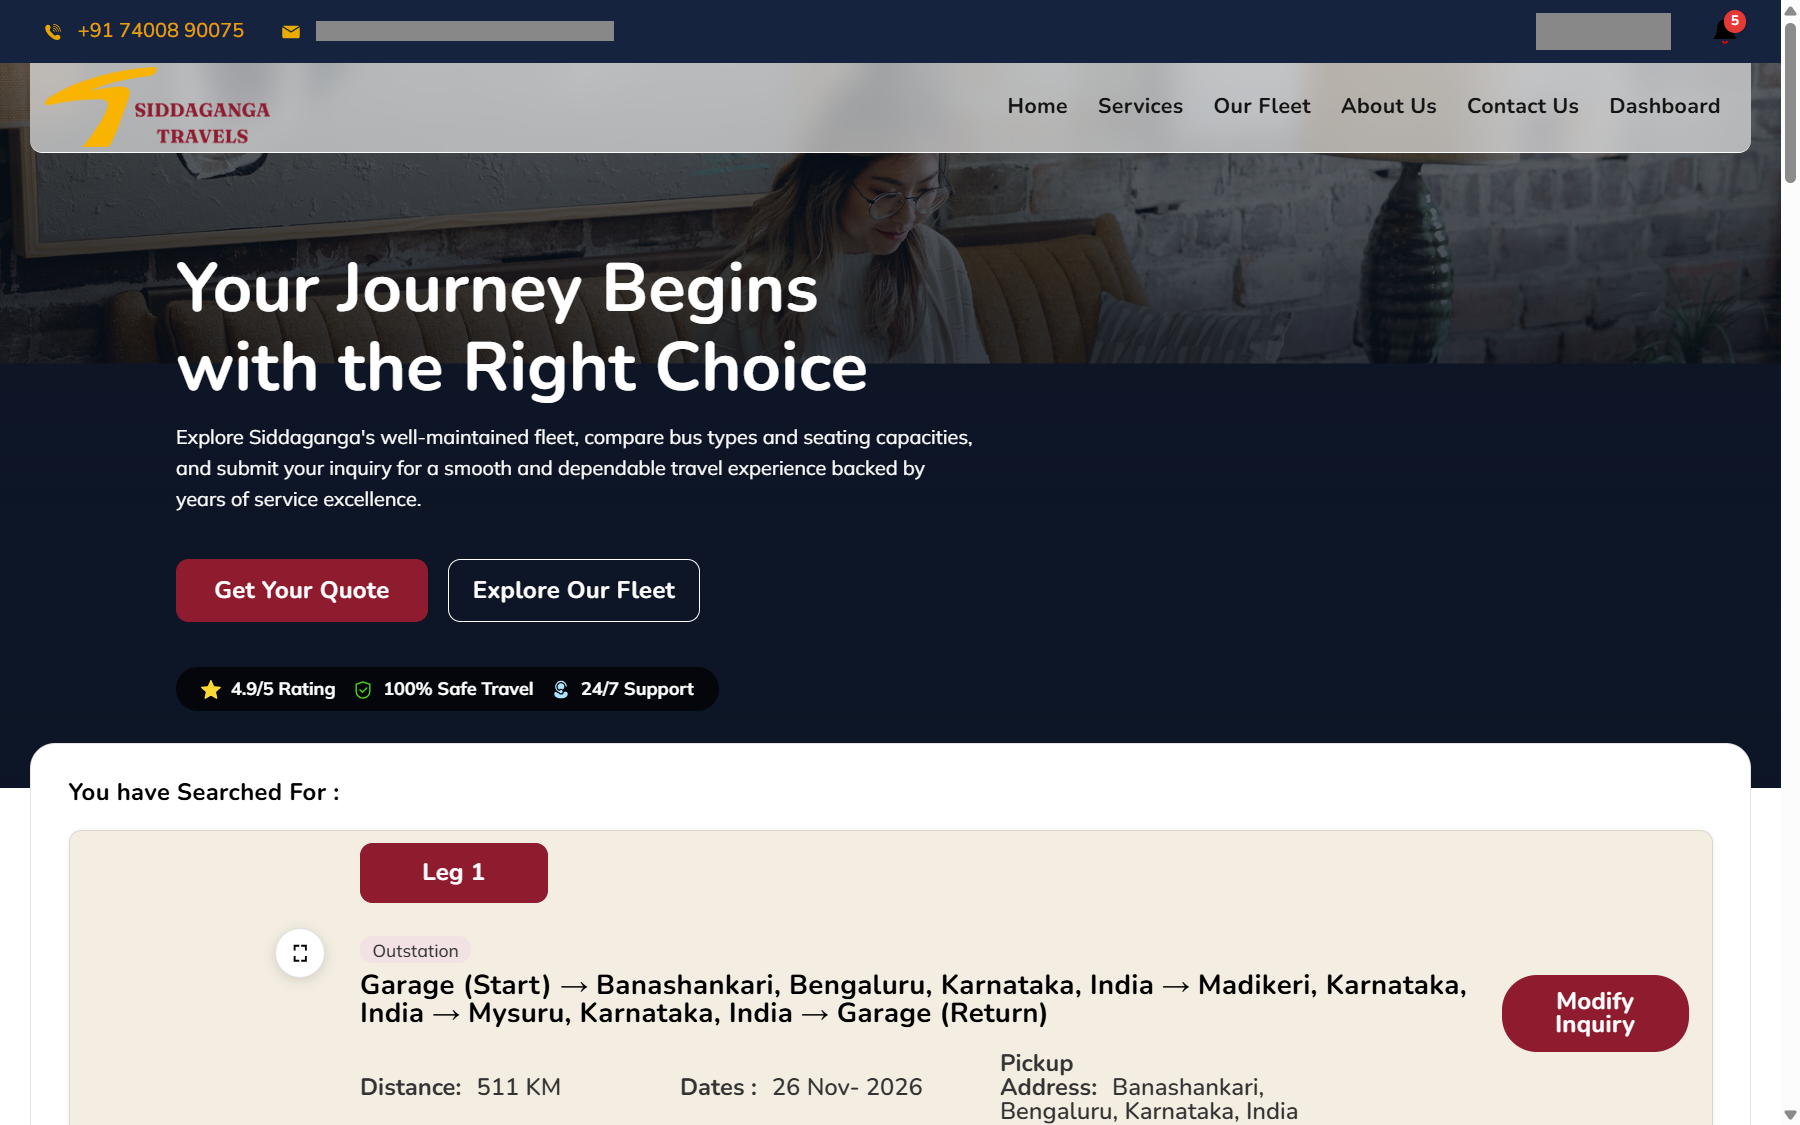 +91 74008 90075
5
SIDDAGANGA
TRAVELS
Home Services Our Fleet About Us Contact Us Dashboard
Your Journey Begins
with the Right Choice
Explore Siddaganga's well-maintained fleet, compare bus types and seating capacities,
and submit your inquiry for a smooth and dependable travel experience backed by
years of service excellence.
Get Your Quote Explore Our Fleet
4.9/5 Rating 100% Safe Travel 24/7 Support
You have Searched For :
Leg 1
Outstation
Garage (Start) → Banashankari, Bengaluru, Karnataka, India → Madikeri, Karnataka,
India → Mysuru, Karnataka, India → Garage (Return)
Modify
Inquiry
Distance: 511 KM
Dates : 26 Nov- 2026
Pickup
Address: Banashankari,
Bengaluru, Karnataka, India